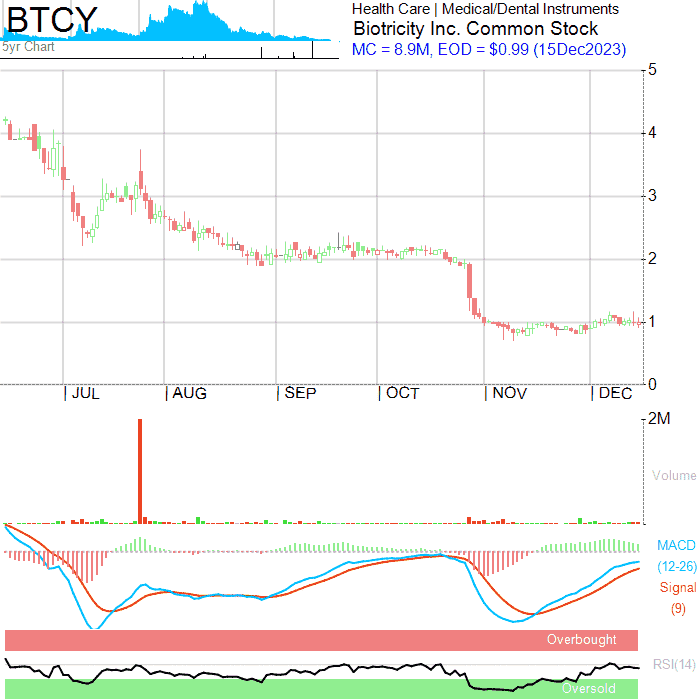 BTCY
5yr Chart
Health Care | Medical/Dental Instruments
Biotricity Inc. Common Stock
MC = 8.9M, EOD = $0.99 (15Dec2023)
5
4
3
2
1
0
JUL AUG SEP OCT NOV DEC
2M
Volume
MACD
(12-26)
Signal
(9)
Overbought
RSI(14)
Oversold